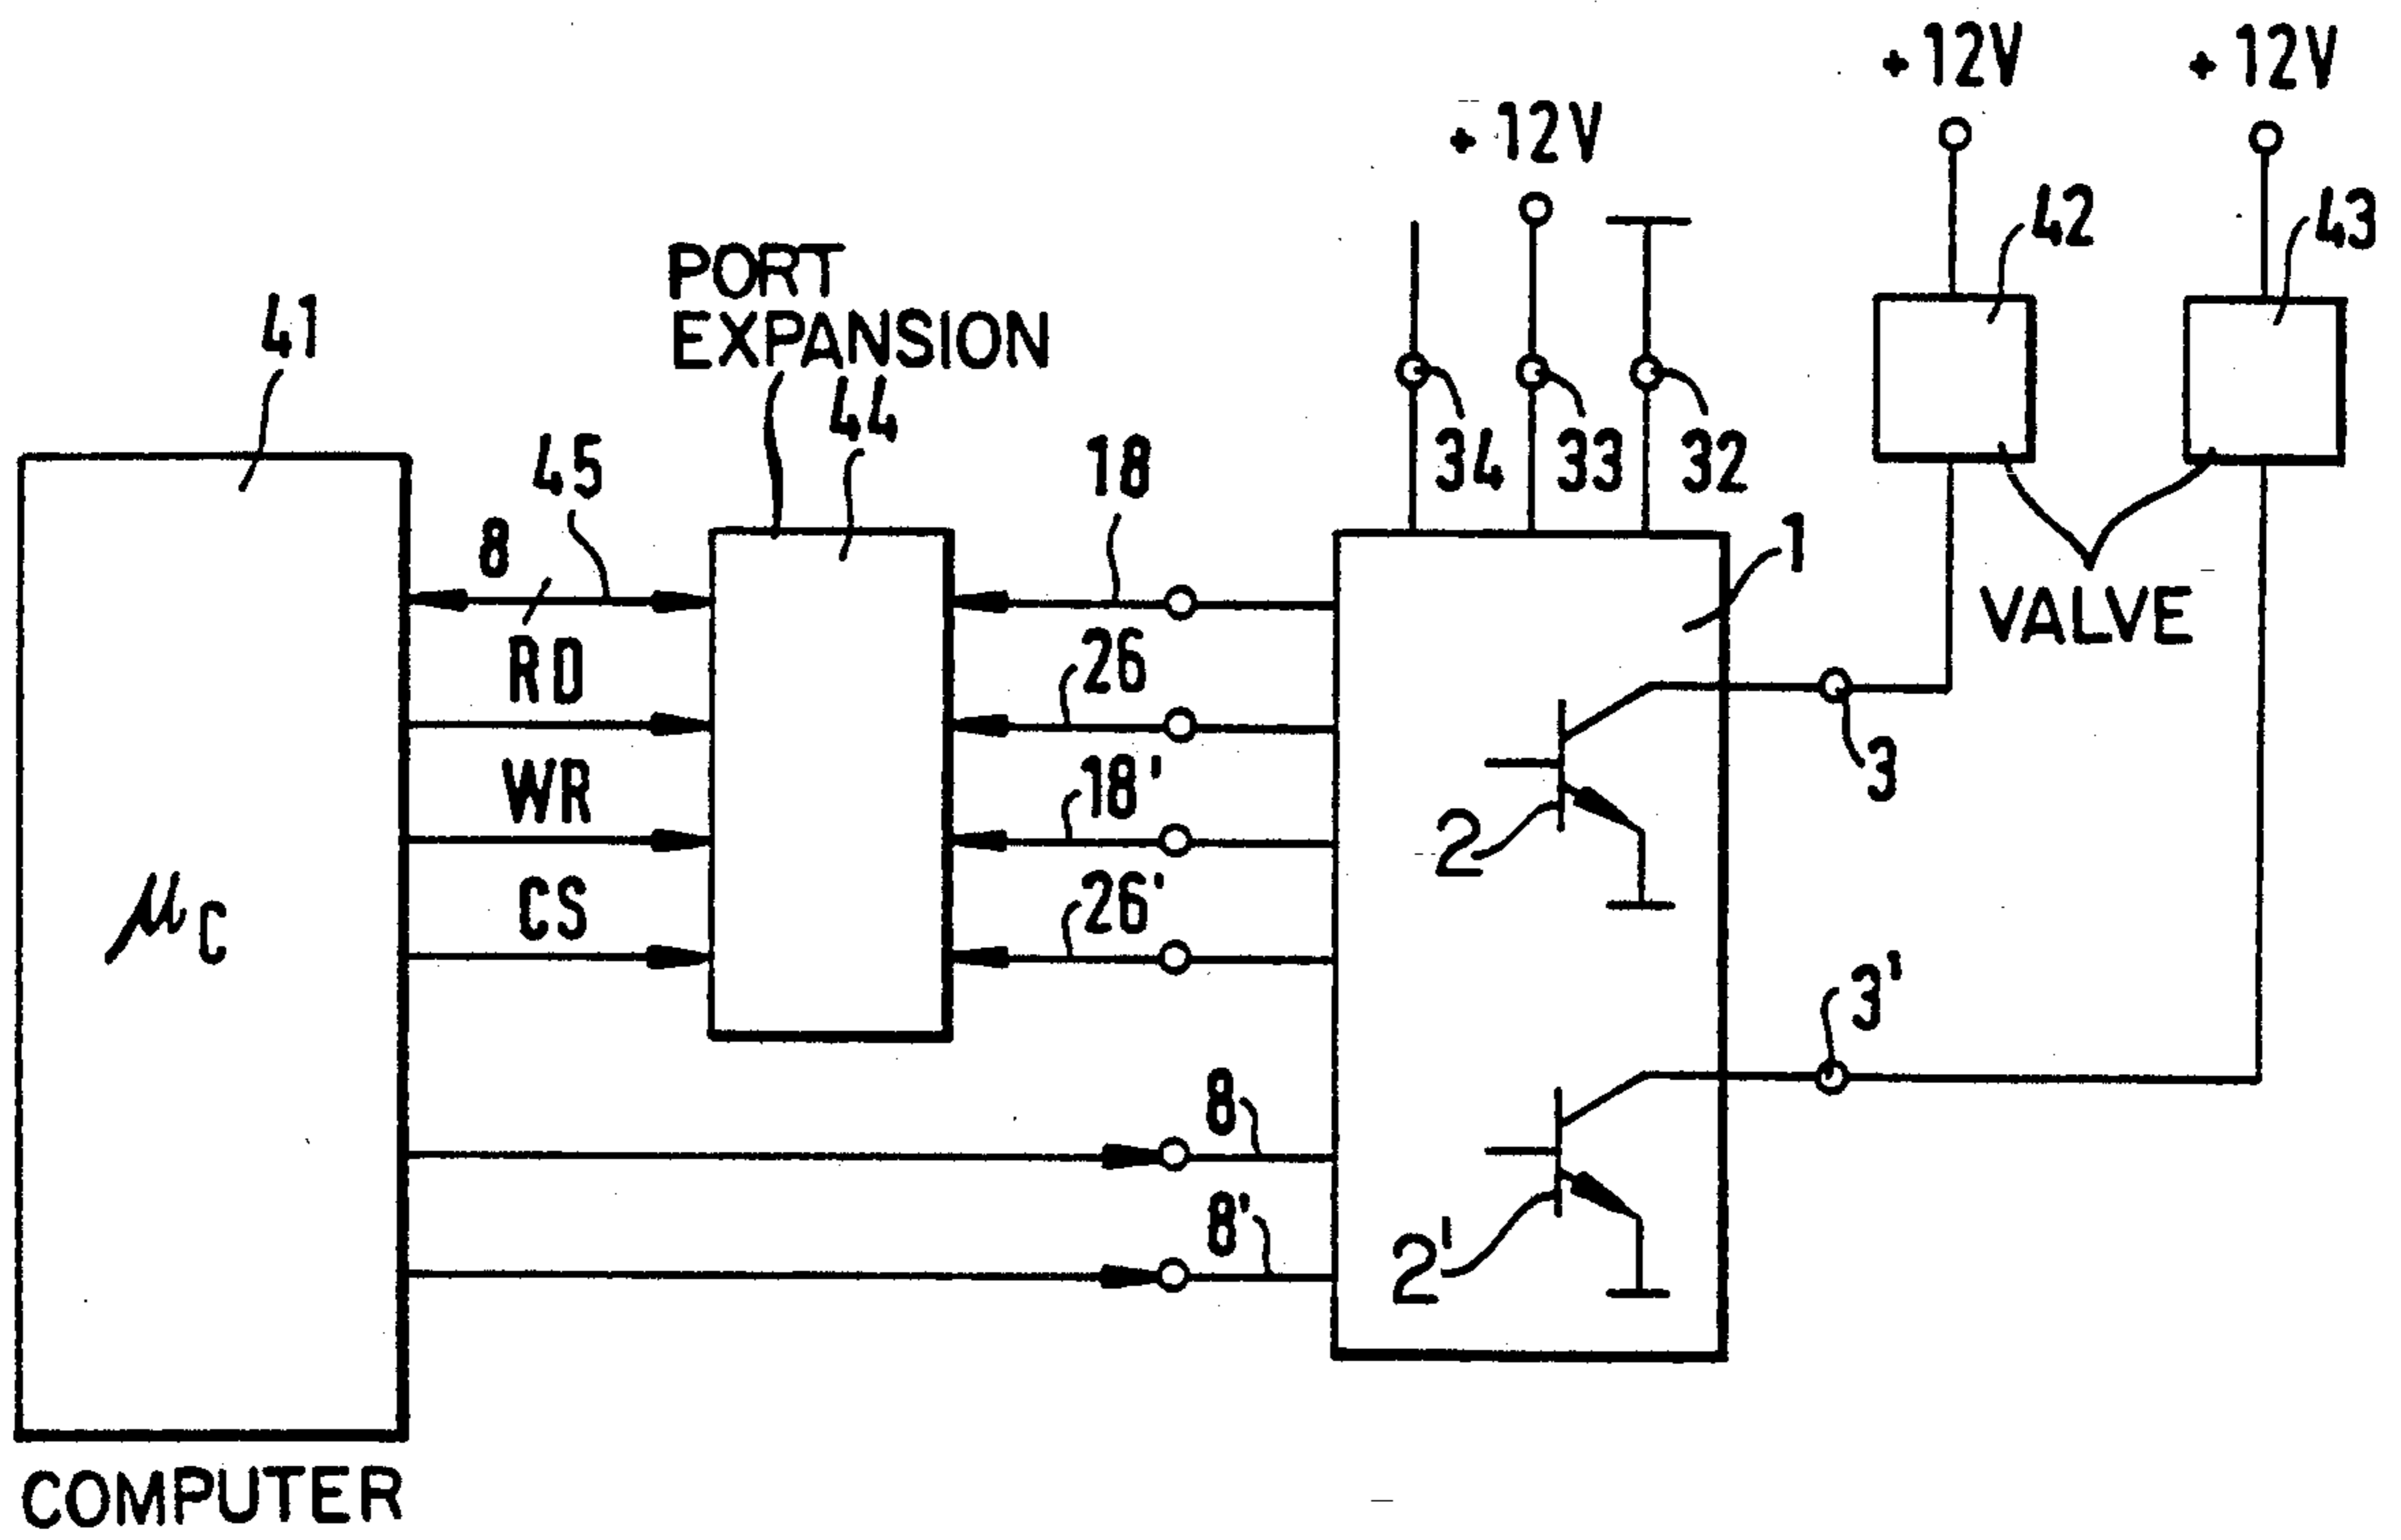 +12V
+12V
+12V
42
43
PORT
EXPANSION
41
44
45
18
34
33
32
8
1
RD
26
VALVE
WR
18'
3
2
CS
26'
μC
3'
8
8'
2'
COMPUTER